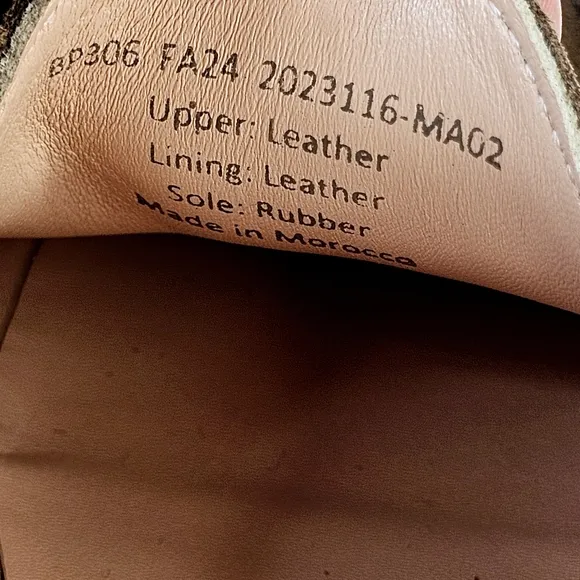 BP306 FA24 2023116-MA02
Upper: Leather
Lining: Leather
Sole: Rubber
Made in Morocco